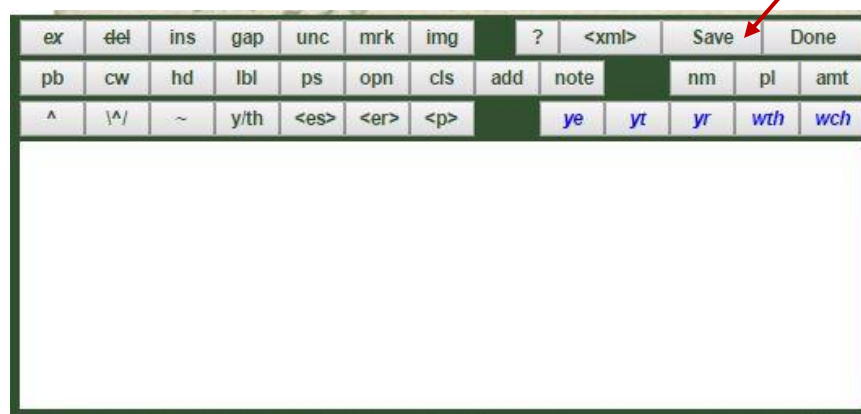 ex del ins gap unc mrk img ? <xml> Save Done
pb cw hd lbl ps opn cls add note nm pl amt
^ \^/ ~ y/th <es> <er> <p> ye yt yr wth wch